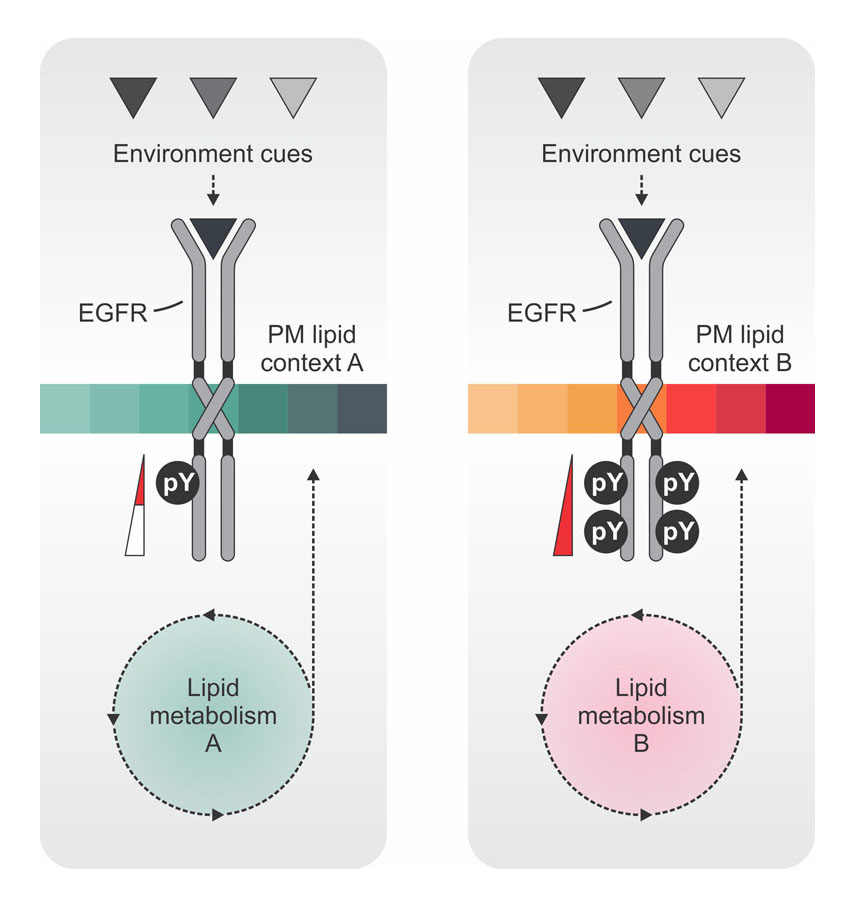 Environment cues
EGFR
PM lipid
context A
pY
Lipid
metabolism
A
Environment cues
EGFR
PM lipid
context B
pY
pY
pY
pY
Lipid
metabolism
B